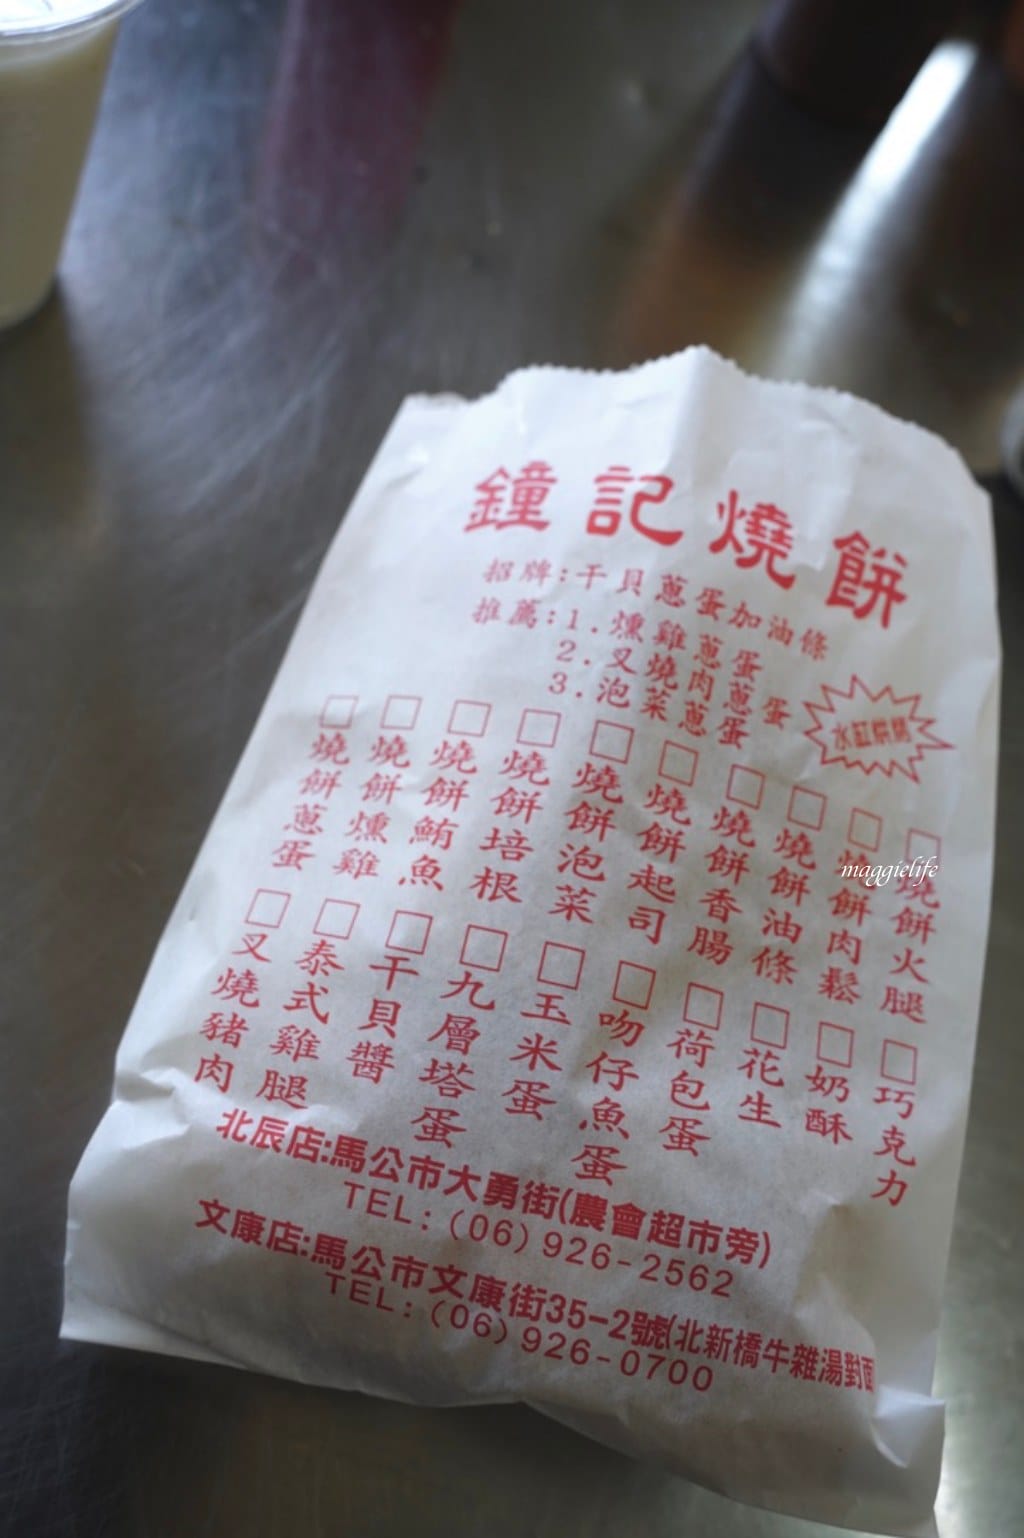 鐘記燒餅
招牌:干貝蔥蛋加油條
推薦:1.燻雞蔥蛋
2.叉燒肉蔥蛋
3.泡菜蔥蛋
水缸烘烤
□燒餅蔥蛋
□燒餅燻雞
□燒餅鮪魚
□燒餅培根
□燒餅泡菜
□燒餅起司
□燒餅香腸
□燒餅油條
□燒餅肉鬆
□燒餅火腿
□叉燒豬肉
□泰式雞腿
□干貝醬
□九層塔蛋
□玉米蛋
□吻仔魚蛋
□荷包蛋
□花生
□奶酥
□巧克力
北辰店:馬公市大勇街(農會超市旁)
TEL:(06)926-2562
文康店:馬公市文康街35-2號(北新橋牛雜湯對面
TEL:(06)926-0700
maggielife